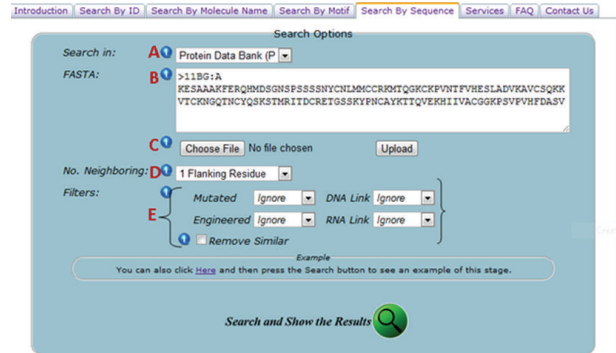 Introduction Search By ID Search By Molecule Name Search By Motif Search By Sequence Services FAQ Contact Us
Search Options
Search in: A Protein Data Bank (P
FASTA: B >11BG:A
KESAAAKFERQHMDSGNSPSSSSNYCNLMMCCRKMTQGKCKPVNTFVHESLADVKAVCSQKK
VTCKNGQTNCYQSKSTMRITDCRETGSSKYPNCAYKTTQVEKHIIVACGGKPSVPVHFDASV
C Choose File No file chosen Upload
No. Neighboring: D 1 Flanking Residue
Filters:
E Mutated Ignore DNA Link Ignore
Engineered Ignore RNA Link Ignore
Remove Similar
Example
You can also click Here and then press the Search button to see an example of this stage.
Search and Show the Results